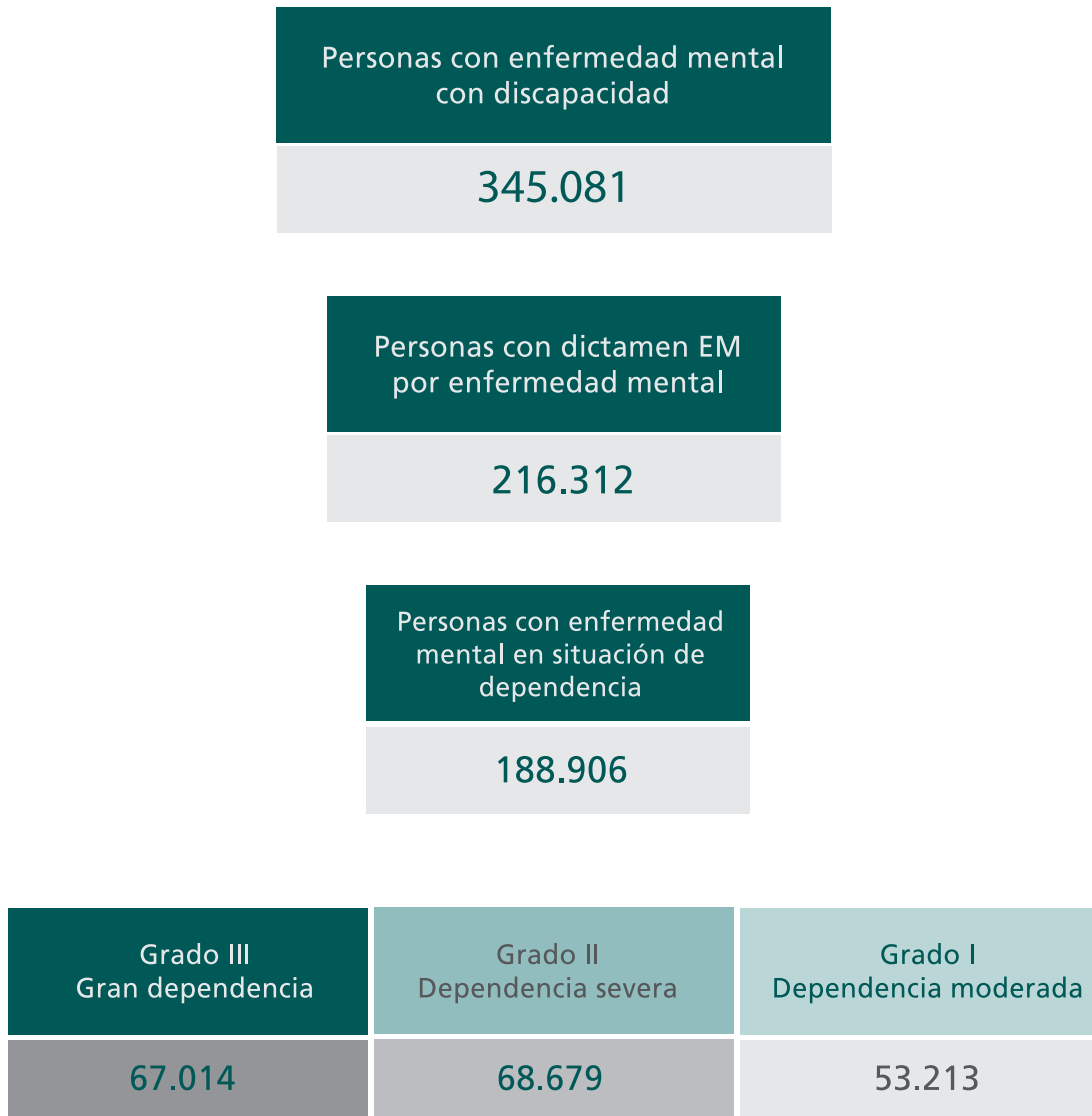 Personas con enfermedad mental
con discapacidad
345.081
Personas con dictamen EM
por enfermedad mental
216.312
Personas con enfermedad
mental en situación de
dependencia
188.906
Grado III
Gran dependencia
67.014
Grado II
Dependencia severa
68.679
Grado I
Dependencia moderada
53.213